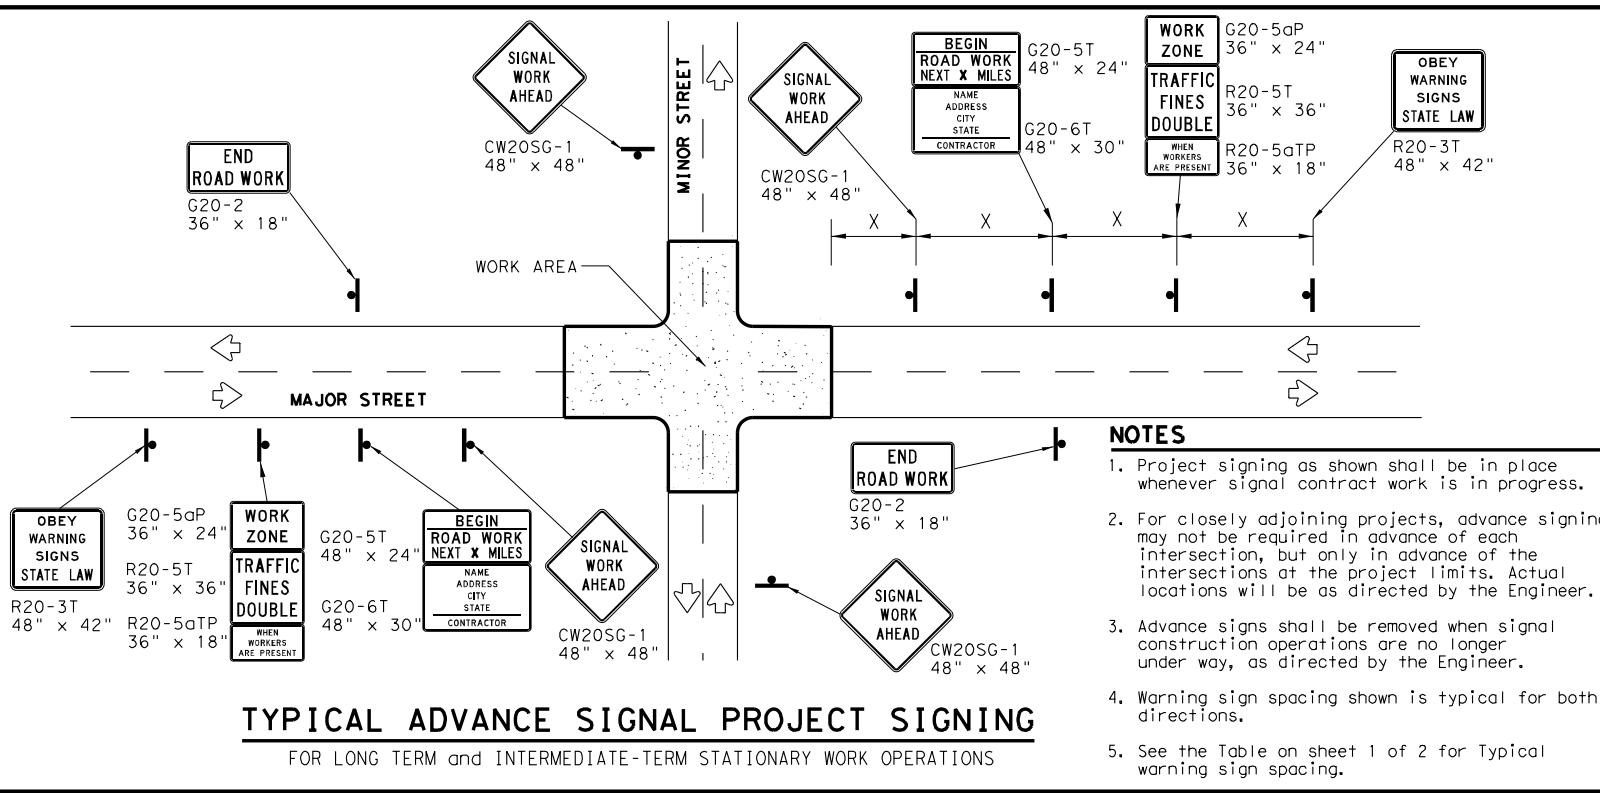 SIGNAL
WORK
AHEAD
CW20SG-1
48" x 48"
END
ROAD WORK
G20-2
36" x 18"
MINOR STREET
SIGNAL
WORK
AHEAD
CW20SG-1
48" x 48"
BEGIN
ROAD WORK
NEXT X MILES
NAME
ADDRESS
CITY
STATE
CONTRACTOR
G20-5T
48" x 24"
G20-6T
48" x 30"
WORK
ZONE
TRAFFIC
FINES
DOUBLE
WHEN
WORKERS
ARE PRESENT
G20-5aP
36" x 24"
R20-5T
36" x 36"
R20-5aTP
36" x 18"
OBEY
WARNING
SIGNS
STATE LAW
R20-3T
48" x 42"
X
X
X
X
WORK AREA
MAJOR STREET
OBEY
WARNING
SIGNS
STATE LAW
R20-3T
48" x 42"
G20-5aP
36" x 24"
R20-5T
36" x 36"
R20-5aTP
36" x 18"
WORK
ZONE
TRAFFIC
FINES
DOUBLE
WHEN
WORKERS
ARE PRESENT
G20-5T
48" x 24"
G20-6T
48" x 30"
BEGIN
ROAD WORK
NEXT X MILES
NAME
ADDRESS
CITY
STATE
CONTRACTOR
SIGNAL
WORK
AHEAD
CW20SG-1
48" x 48"
END
ROAD WORK
G20-2
36" x 18"
SIGNAL
WORK
AHEAD
CW20SG-1
48" x 48"
TYPICAL ADVANCE SIGNAL PROJECT SIGNING
FOR LONG TERM and INTERMEDIATE-TERM STATIONARY WORK OPERATIONS
NOTES
1. Project signing as shown shall be in place
whenever signal contract work is in progress.
2. For closely adjoining projects, advance signing
may not be required in advance of each
intersection, but only in advance of the
intersections at the project limits. Actual
locations will be as directed by the Engineer.
3. Advance signs shall be removed when signal
construction operations are no longer
under way, as directed by the Engineer.
4. Warning sign spacing shown is typical for both
directions.
5. See the Table on sheet 1 of 2 for Typical
warning sign spacing.